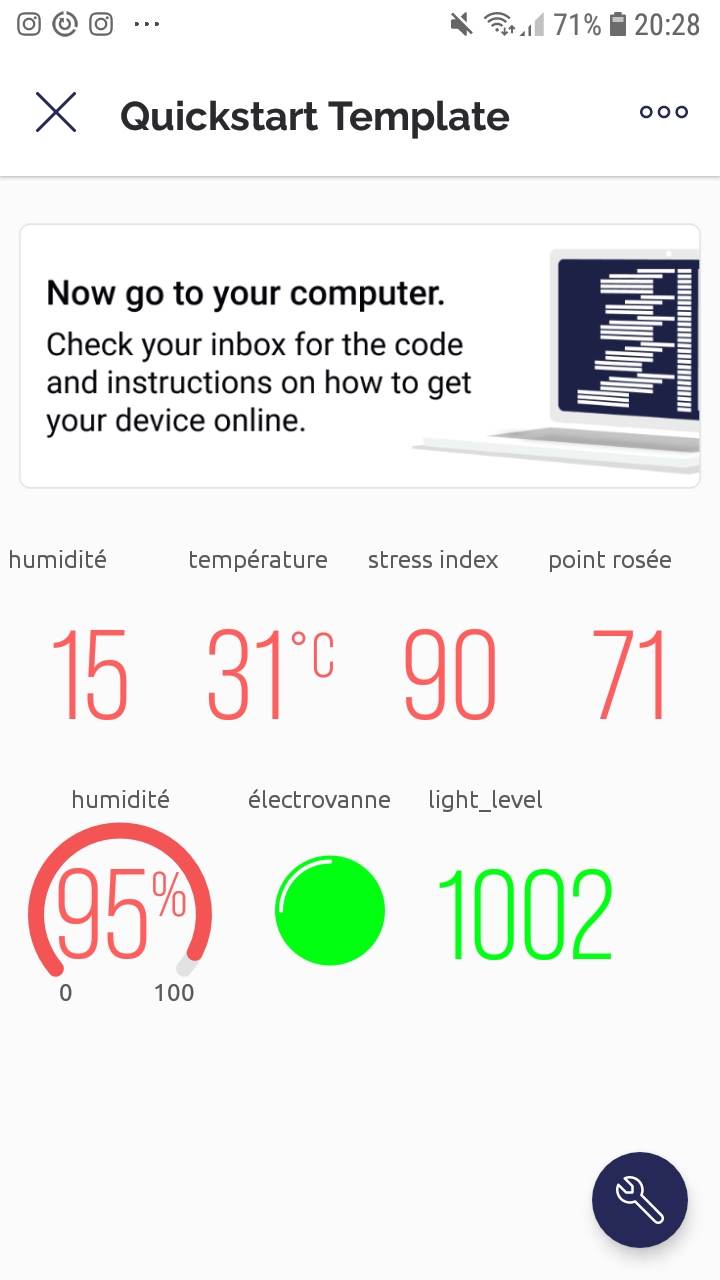 71% 20:28
Quickstart Template
Now go to your computer.
Check your inbox for the code
and instructions on how to get
your device online.
humidité température stress index point rosée
15 31°C 90 71
humidité électrovanne light_level
95% 1002
0 100